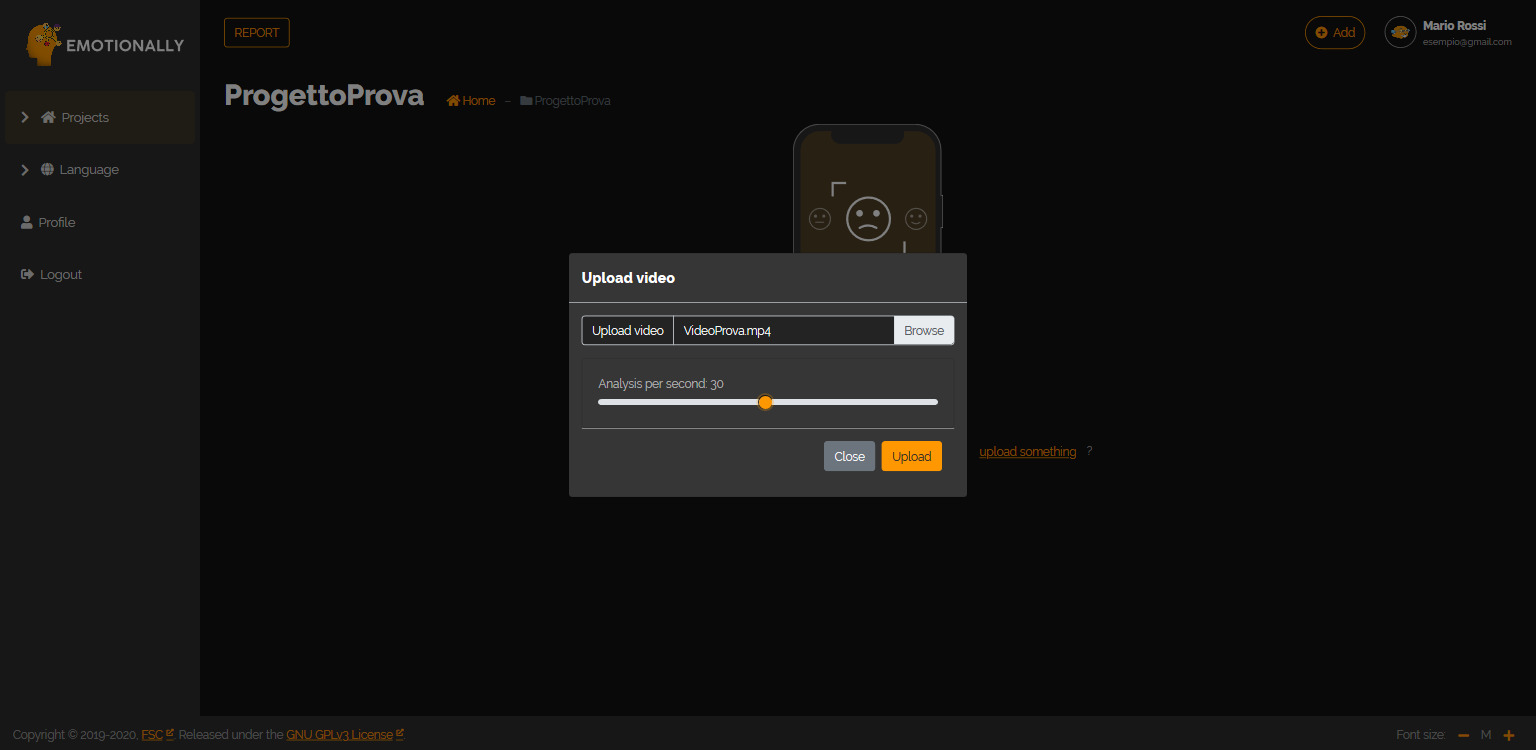 EMOTIONALLY
REPORT
Add
Mario Rossi
esempio@gmail.com
ProgettoProva
Home – ProgettoProva
Projects
Language
Profile
Logout
Upload video
Upload video VideoProva.mp4 Browse
Analysis per second: 30
Close Upload
upload something ?
Copyright © 2019-2020, FSC. Released under the GNU GPLv3 License
Font size: − M +